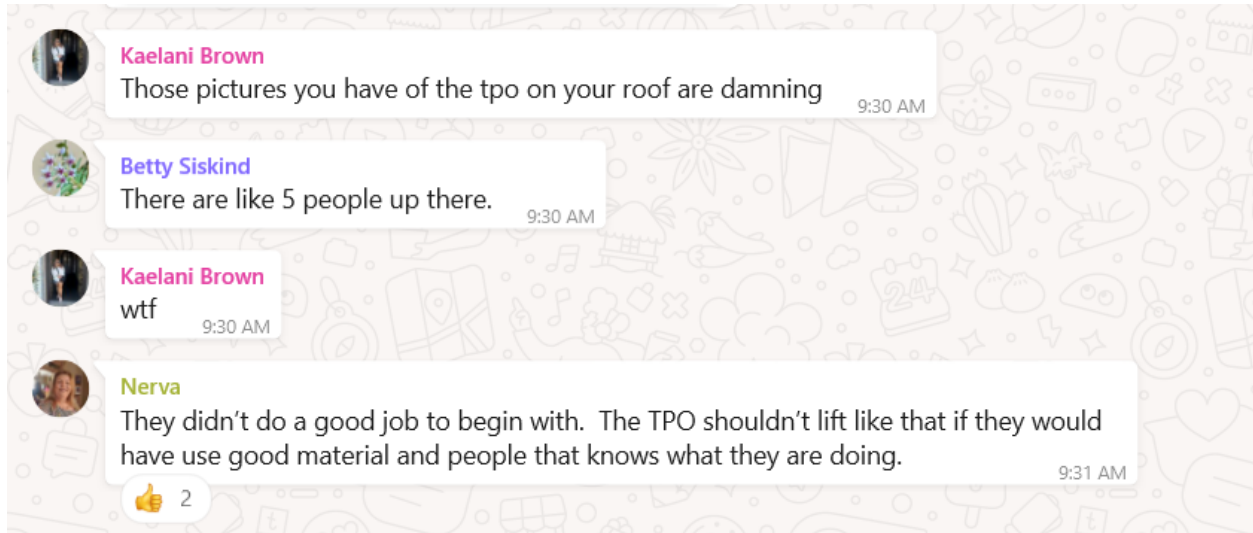 Kaelani Brown
Those pictures you have of the tpo on your roof are damning
9:30 AM
Betty Siskind
There are like 5 people up there.
9:30 AM
Kaelani Brown
wtf
9:30 AM
Nerva
They didn’t do a good job to begin with.  The TPO shouldn’t lift like that if they would
have use good material and people that knows what they are doing.
9:31 AM
👍 2